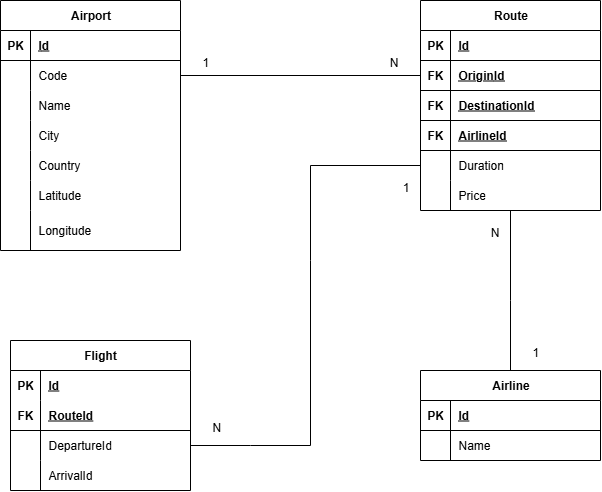 Airport
PK Id
Code
Name
City
Country
Latitude
Longitude
1
N
Route
PK Id
FK OriginId
FK DestinationId
FK AirlineId
Duration
Price
1
N
Flight
PK Id
FK RouteId
DepartureId
ArrivalId
N
1
Airline
PK Id
Name